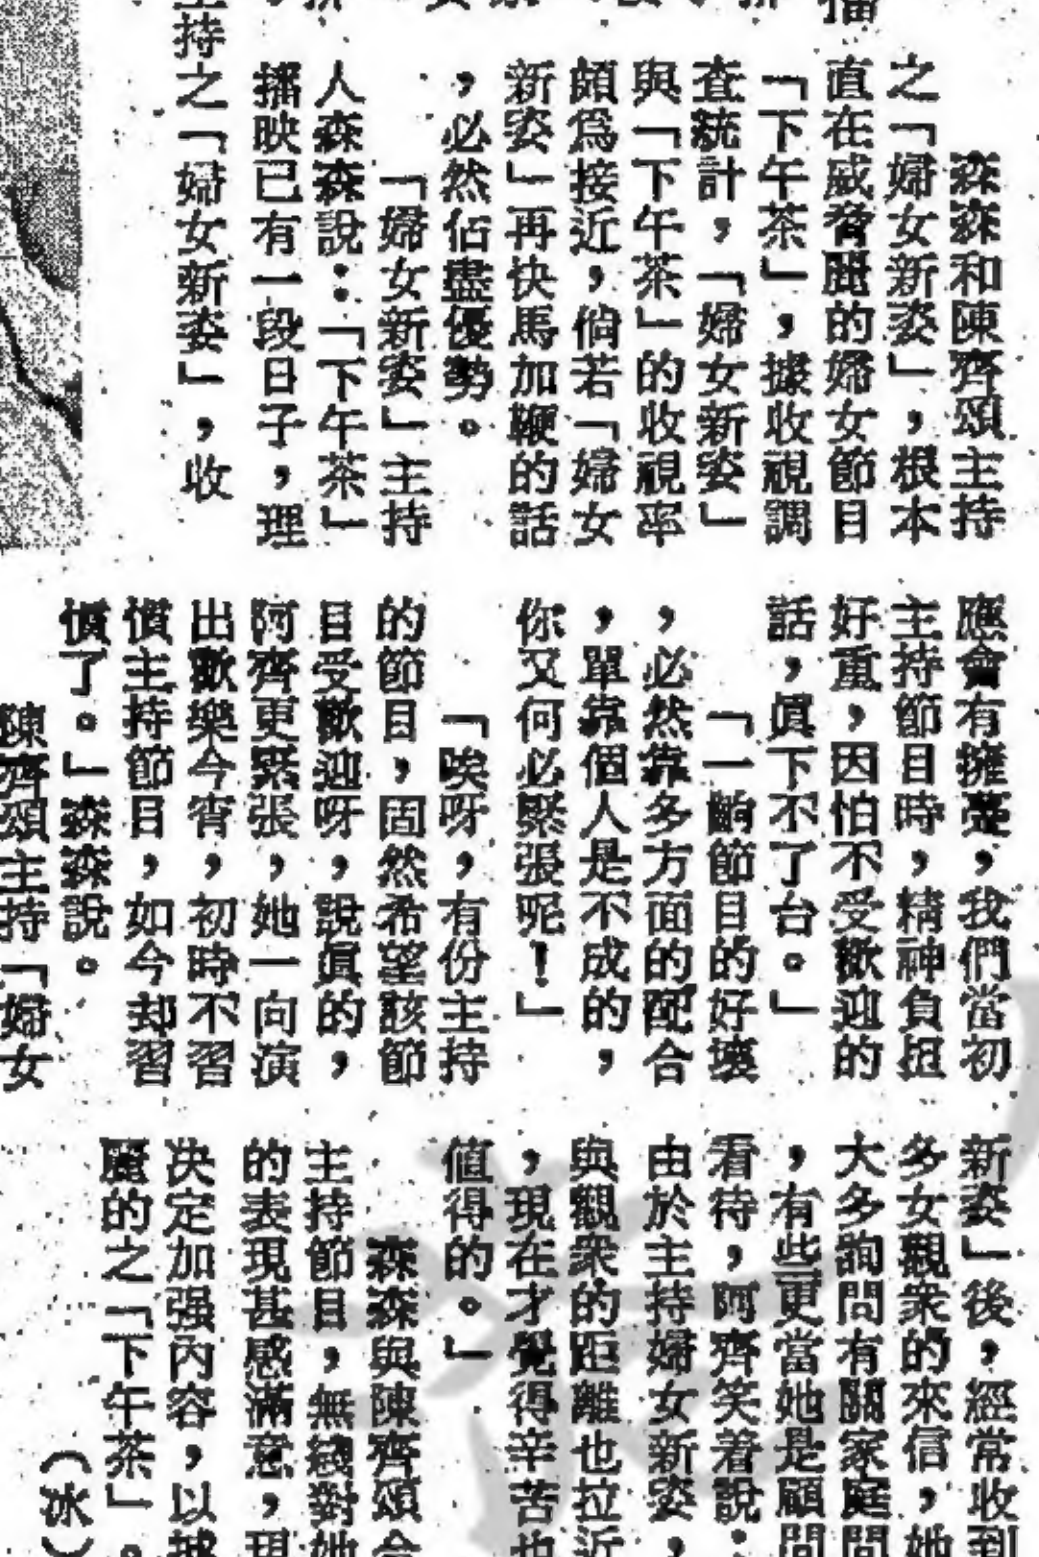 森森和陳齊頌主持
之「婦女新姿」，根本
直在威脅麗的婦女節目
「下午茶」，據收視調
查統計，「婦女新姿」
與「下午茶」的收視率
頗爲接近，倘若「婦女
新姿」再快馬加鞭的話
，必然佔盡優勢。
「婦女新姿」主持
人森森說：「下午茶」
播映已有一段日子，理
主持之「婦女新姿」，收
應會有擁躉，我們當初
主持節目時，精神負担
好重，因怕不受歡迎的
話，眞下不了台。」
「一齣節目的好壞
，必然靠多方面的配合
，單靠個人是不成的，
你又何必緊張呢！」
「唉呀，有份主持
的節目，固然希望該節
目受歡迎呀，說眞的，
阿齊更緊張，她一向演
出歡樂今宵，初時不習
慣主持節目，如今却習
慣了。」森森說。
陳齊頌主持「婦女
新姿」後，經常收到
多女觀衆的來信，她
大多詢問有關家庭問
，有些更當她是顧問
看待，阿齊笑着說：
由於主持婦女新姿，
與觀衆的距離也拉近
，現在才覺得辛苦也
値得的。」
森森與陳齊頌合
主持節目，無綫對她
的表現甚感滿意，現
決定加强內容，以
麗的之「下午茶」。
（冰（